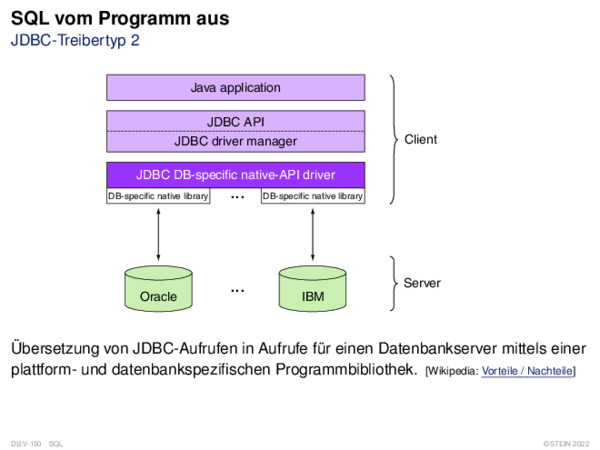 SQL vom Programm aus
JDBC-Treibertyp 2
Java application
JDBC API
JDBC driver manager
Client
JDBC DB-specific native-API driver
DB-specific native library ... DB-specific native library
Oracle ... IBM
Server
Übersetzung von JDBC-Aufrufen in Aufrufe für einen Datenbankserver mittels einer
plattform- und datenbankspezifischen Programmbibliothek. [Wikipedia: Vorteile / Nachteile]
DB:V-150 SQL ©STEIN 2022